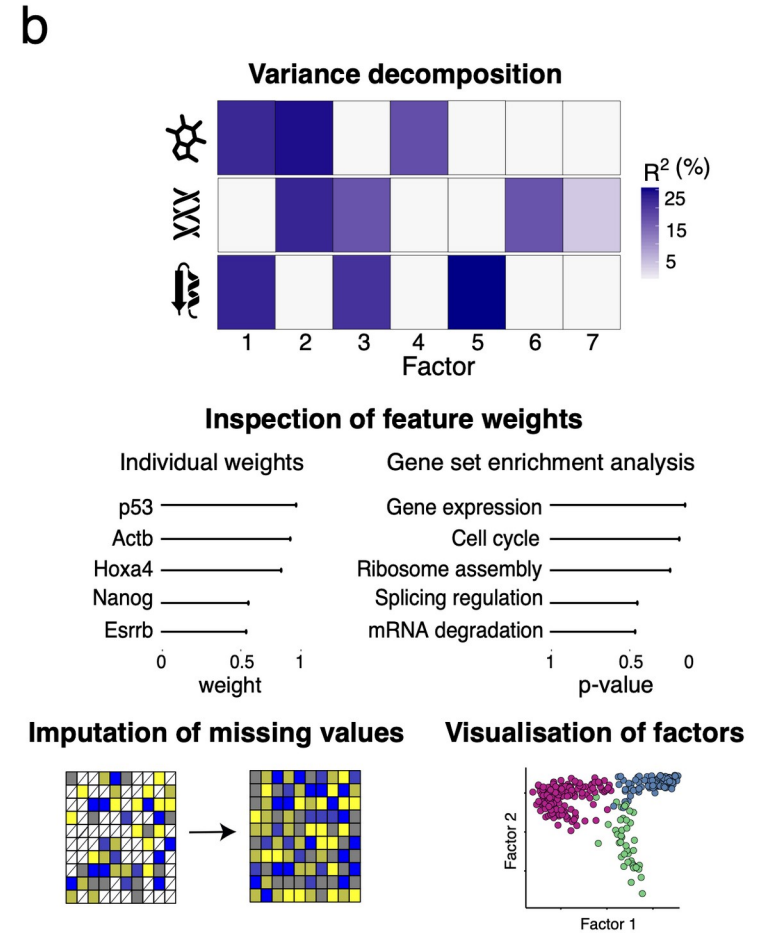 b
Variance decomposition
R² (%)
25
15
5
1 2 3 4 5 6 7
Factor
Inspection of feature weights
Individual weights
p53
Actb
Hoxa4
Nanog
Esrrb
0 0.5 1
weight
Gene set enrichment analysis
Gene expression
Cell cycle
Ribosome assembly
Splicing regulation
mRNA degradation
1 0.5 0
p-value
Imputation of missing values
Visualisation of factors
Factor 2
Factor 1